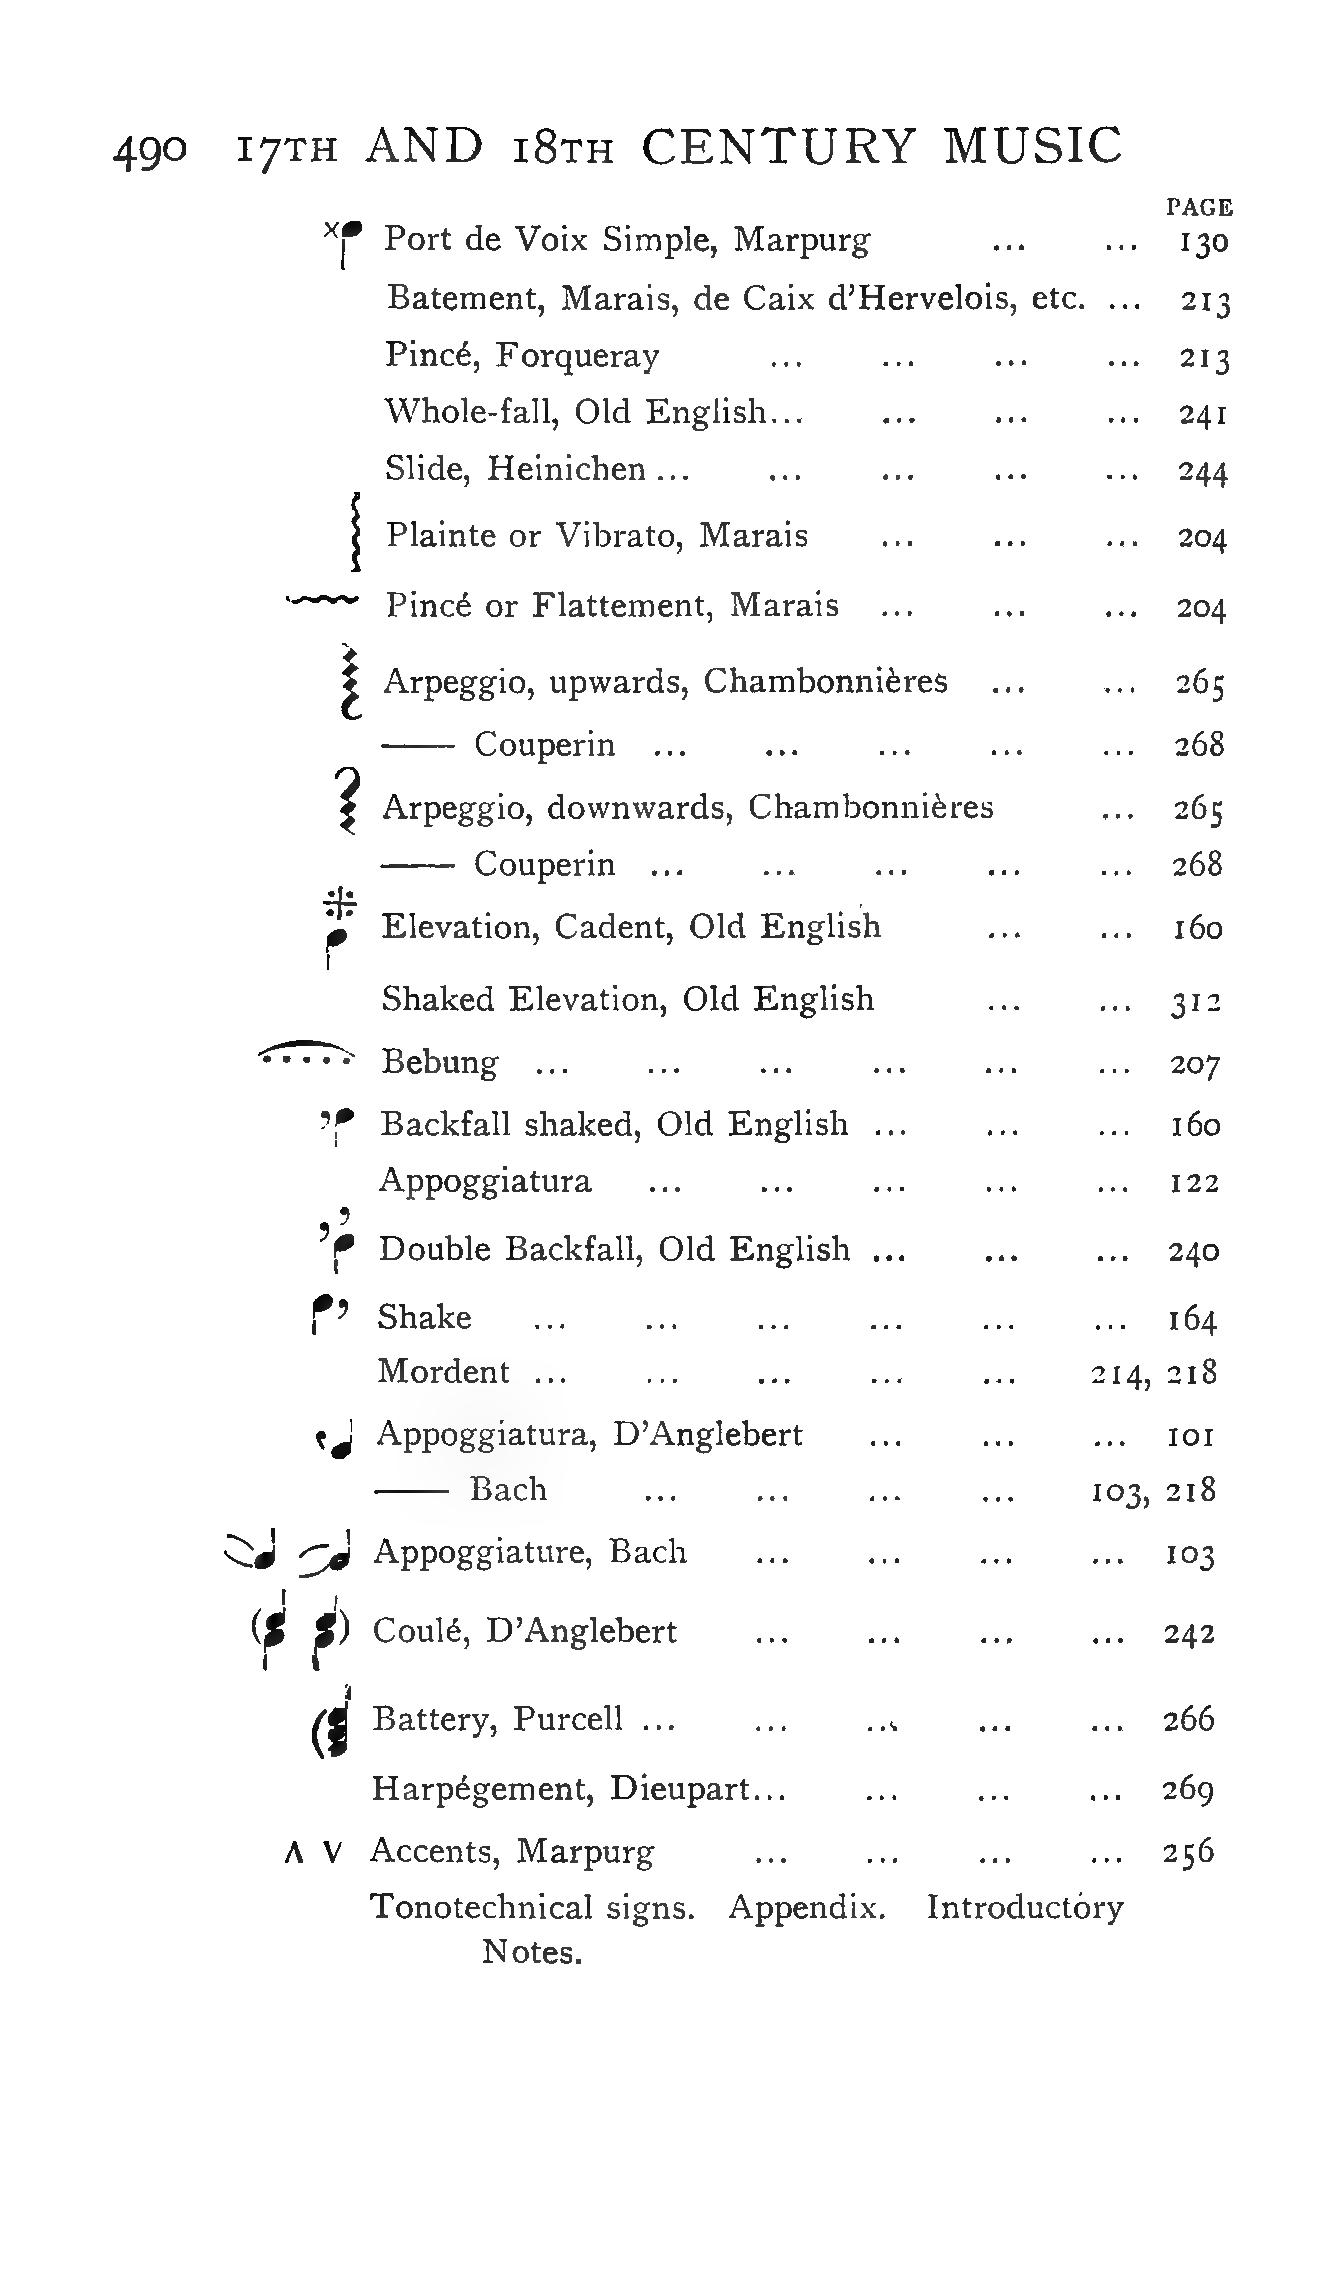 490 17TH AND 18TH CENTURY MUSIC
PAGE
Port de Voix Simple, Marpurg ... ... 130
Batement, Marais, de Caix d'Hervelois, etc. ... 213
Pincé, Forqueray ... ... ... ... 213
Whole-fall, Old English... ... ... ... 241
Slide, Heinichen ... ... ... ... ... 244
Plainte or Vibrato, Marais ... ... ... 204
Pincé or Flattement, Marais ... ... ... 204
Arpeggio, upwards, Chambonnières ... ... 265
—— Couperin ... ... ... ... ... 268
Arpeggio, downwards, Chambonnières ... 265
—— Couperin ... ... ... ... ... 268
Elevation, Cadent, Old English ... ... 160
Shaked Elevation, Old English ... ... 312
Bebung ... ... ... ... ... ... 207
Backfall shaked, Old English ... ... ... 160
Appoggiatura ... ... ... ... ... 122
Double Backfall, Old English ... ... ... 240
Shake ... ... ... ... ... ... 164
Mordent ... ... ... ... ... 214, 218
Appoggiatura, D'Anglebert ... ... ... 101
—— Bach ... ... ... ... 103, 218
Appoggiature, Bach ... ... ... ... 103
Coulé, D'Anglebert ... ... ... ... 242
Battery, Purcell ... ... ... ... ... 266
Harpégement, Dieupart... ... ... ... 269
Λ V Accents, Marpurg ... ... ... ... 256
Tonotechnical signs. Appendix. Introductory
Notes.